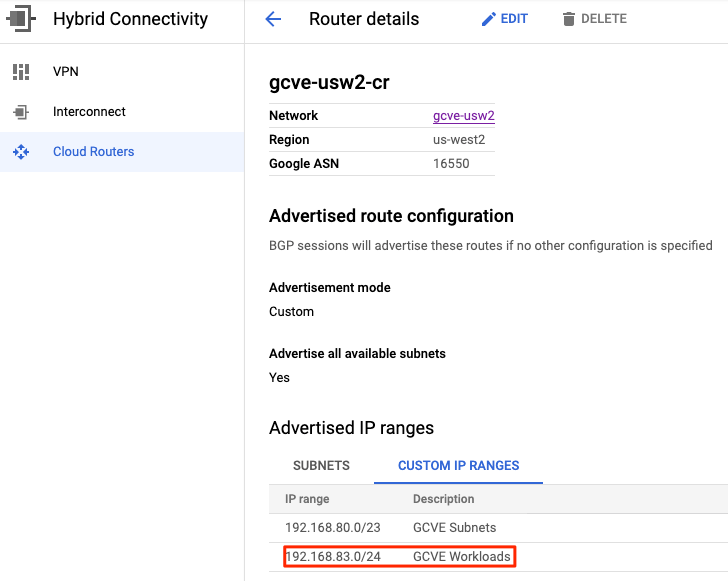 Hybrid Connectivity
Router details
EDIT
DELETE
VPN
Interconnect
Cloud Routers
gcve-usw2-cr
Network gcve-usw2
Region us-west2
Google ASN 16550
Advertised route configuration
BGP sessions will advertise these routes if no other configuration is specified
Advertisement mode
Custom
Advertise all available subnets
Yes
Advertised IP ranges
SUBNETS CUSTOM IP RANGES
IP range Description
192.168.80.0/23 GCVE Subnets
192.168.83.0/24 GCVE Workloads